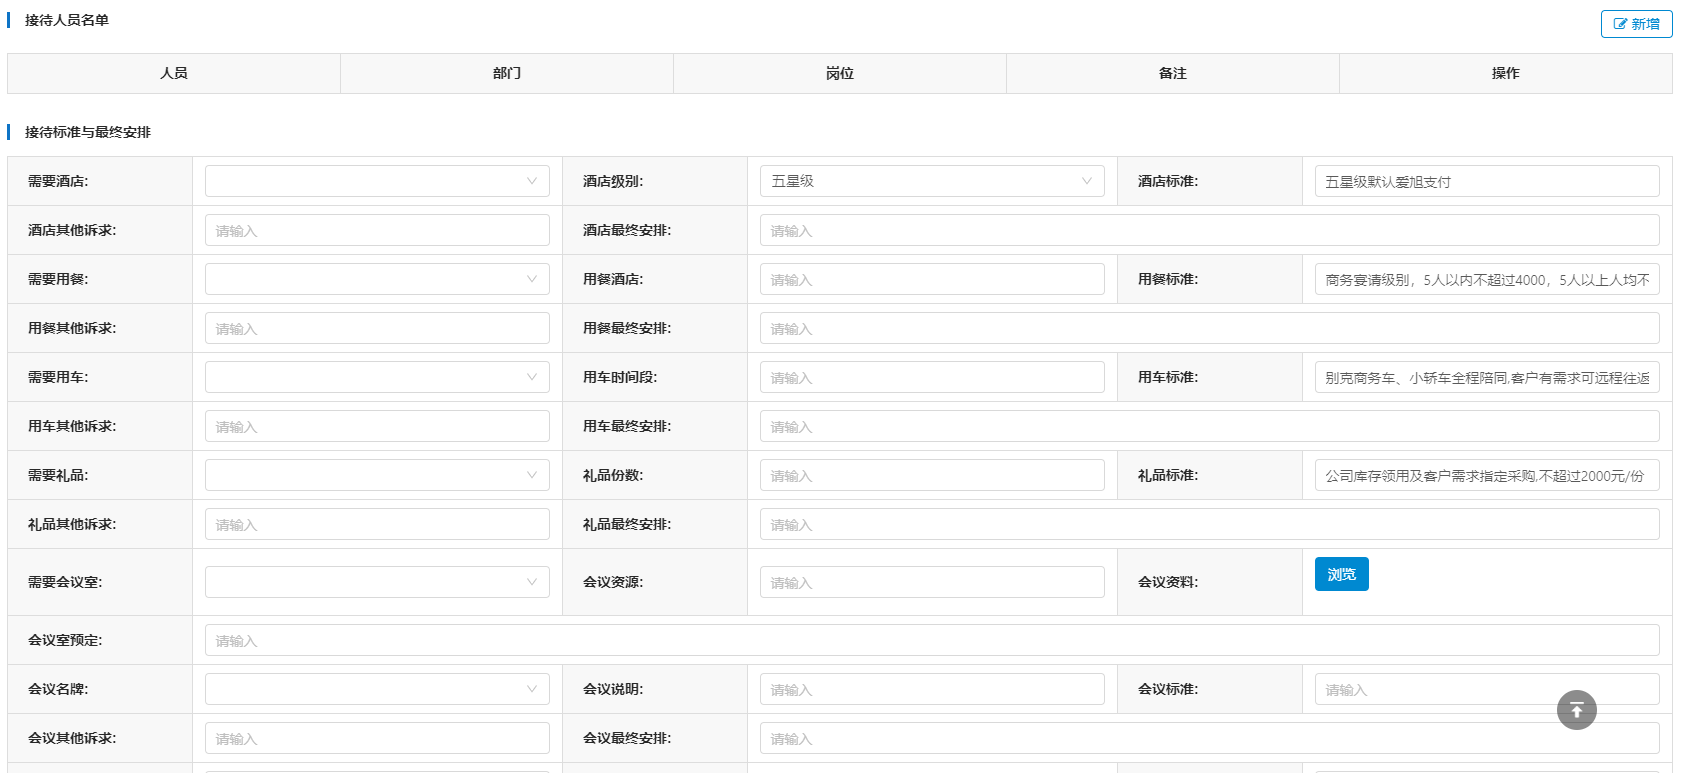 接待人员名单
新增
人员 部门 岗位 备注 操作
接待标准与最终安排
需要酒店: 酒店级别: 五星级 酒店标准: 五星级默认爱旭支付
酒店其他诉求: 请输入 酒店最终安排: 请输入
需要用餐: 用餐酒店: 请输入 用餐标准: 商务宴请级别，5人以内不超过4000，5人以上人均不
用餐其他诉求: 请输入 用餐最终安排: 请输入
需要用车: 用车时间段: 请输入 用车标准: 别克商务车、小轿车全程陪同,客户有需求可远程往返
用车其他诉求: 请输入 用车最终安排: 请输入
需要礼品: 礼品份数: 请输入 礼品标准: 公司库存领用及客户需求指定采购,不超过2000元/份
礼品其他诉求: 请输入 礼品最终安排: 请输入
需要会议室: 会议资源: 请输入 会议资料: 浏览
会议室预定: 请输入
会议名牌: 会议说明: 请输入 会议标准: 请输入
会议其他诉求: 请输入 会议最终安排: 请输入